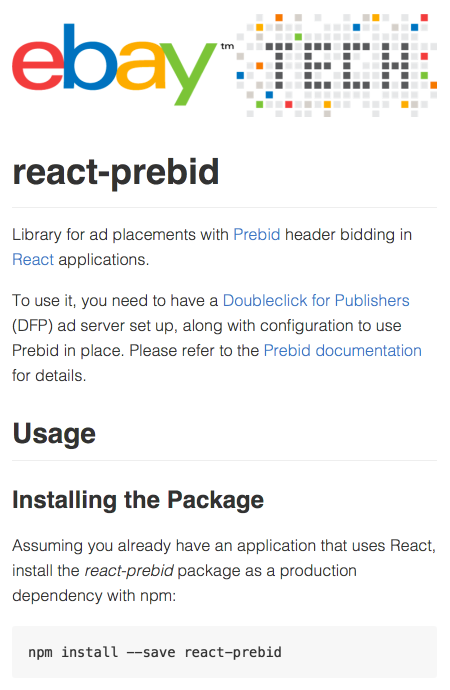 ebay™ TECH
react-prebid
Library for ad placements with Prebid header bidding in
React applications.
To use it, you need to have a Doubleclick for Publishers
(DFP) ad server set up, along with configuration to use
Prebid in place. Please refer to the Prebid documentation
for details.
Usage
Installing the Package
Assuming you already have an application that uses React,
install the react-prebid package as a production
dependency with npm:
npm install --save react-prebid